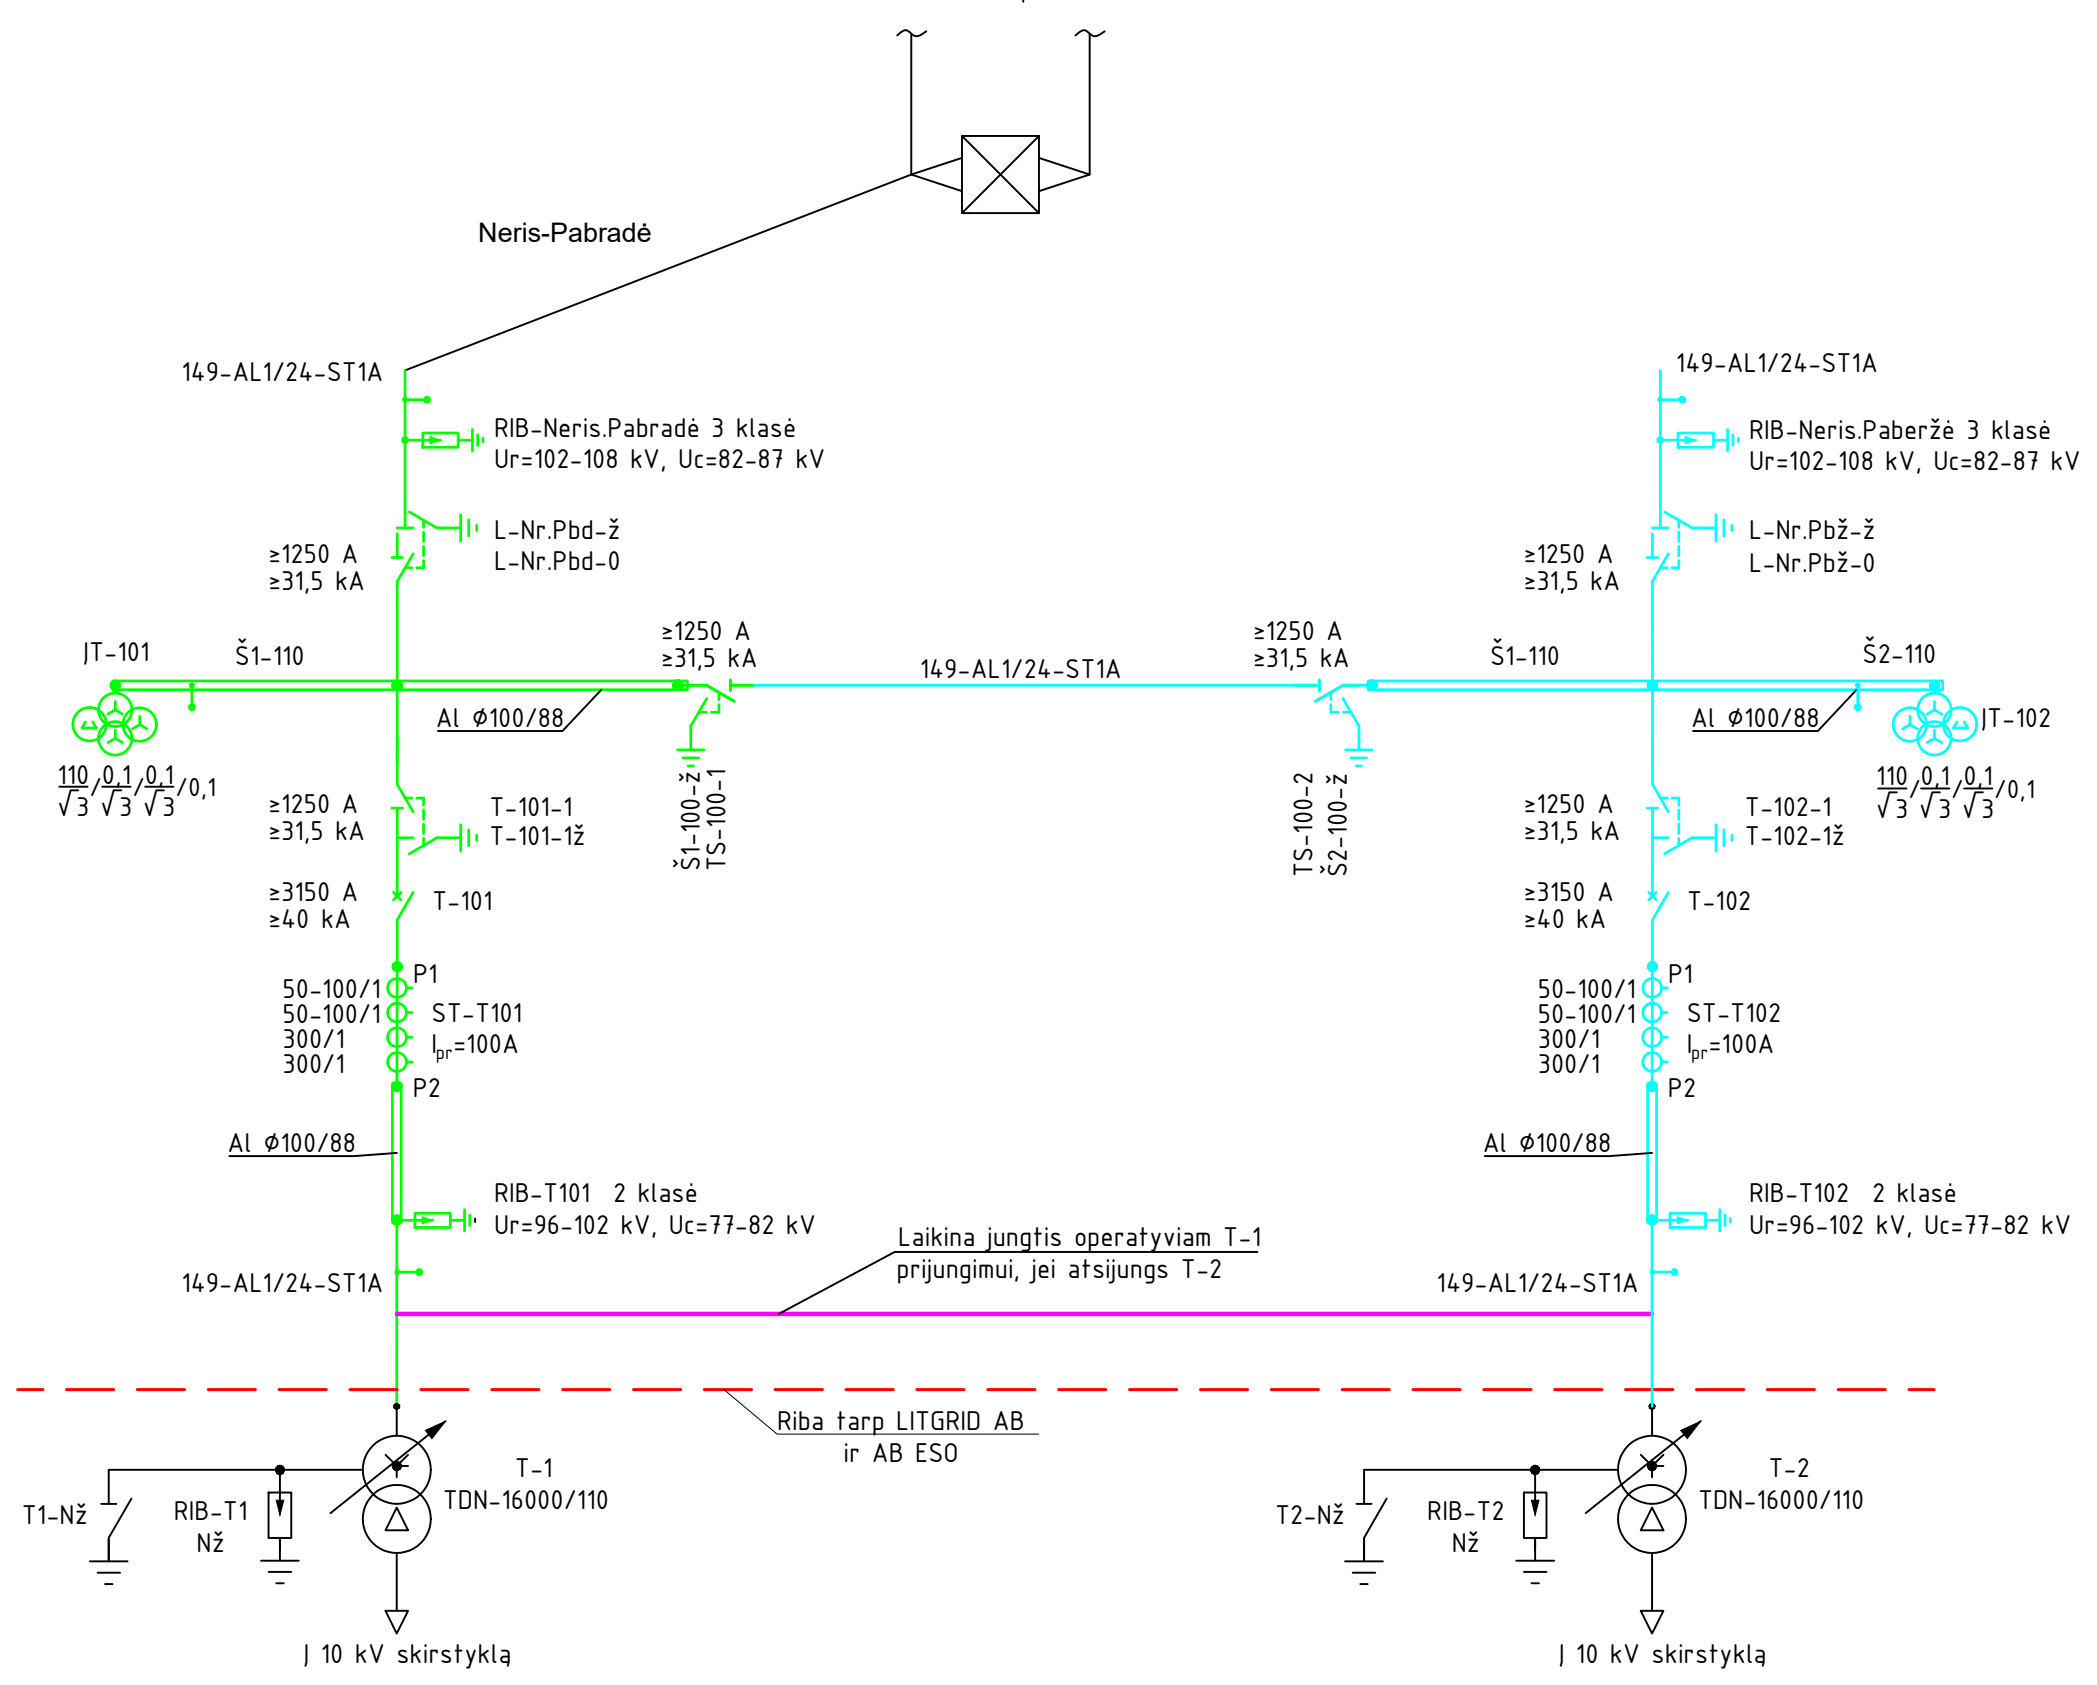 Neris-Pabradė
149-AL1/24-ST1A
149-AL1/24-ST1A
RIB-Neris.Pabradė 3 klasė
Ur=102-108 kV, Uc=82-87 kV
RIB-Neris.Paberžė 3 klasė
Ur=102-108 kV, Uc=82-87 kV
L-Nr.Pbd-ž
L-Nr.Pbd-0
≥1250 A
≥31,5 kA
L-Nr.Pbž-ž
L-Nr.Pbž-0
≥1250 A
≥31,5 kA
JT-101
Š1-110
≥1250 A
≥31,5 kA
149-AL1/24-ST1A
≥1250 A
≥31,5 kA
Š1-110
Š2-110
Al Ø100/88
Al Ø100/88
JT-102
110/√3/0,1/√3/0,1/√3/0,1
110/√3/0,1/√3/0,1/√3/0,1
Š1-100-ž
TS-100-1
TS-100-2
Š2-100-ž
≥1250 A
≥31,5 kA
T-101-1
T-101-1ž
≥1250 A
≥31,5 kA
T-102-1
T-102-1ž
≥3150 A
≥40 kA
T-101
≥3150 A
≥40 kA
T-102
P1
50-100/1
50-100/1
300/1
300/1
ST-T101
Ipr=100A
P2
P1
50-100/1
50-100/1
300/1
300/1
ST-T102
Ipr=100A
P2
Al Ø100/88
Al Ø100/88
RIB-T101 2 klasė
Ur=96-102 kV, Uc=77-82 kV
RIB-T102 2 klasė
Ur=96-102 kV, Uc=77-82 kV
Laikina jungtis operatyviam T-1
prijungimui, jei atsijungs T-2
149-AL1/24-ST1A
149-AL1/24-ST1A
Riba tarp LITGRID AB
ir AB ESO
T-1
TDN-16000/110
T1-Nž
RIB-T1
Nž
T-2
TDN-16000/110
T2-Nž
RIB-T2
Nž
Į 10 kV skirstyklą
Į 10 kV skirstyklą